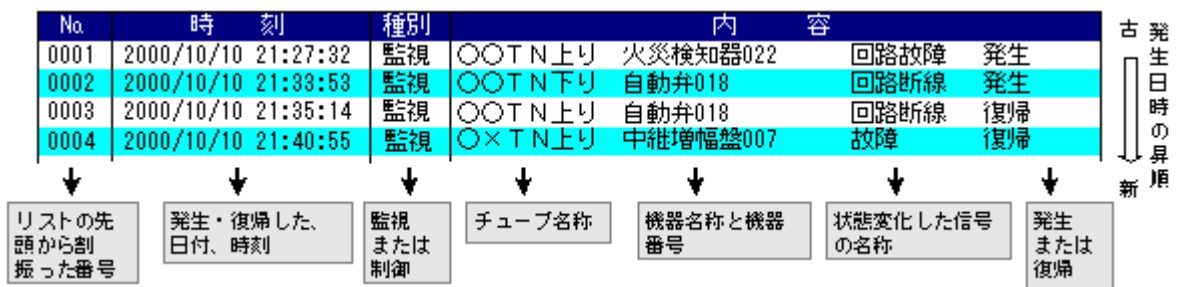 No. 時 刻 種別 内 容
0001 2000/10/10 21:27:32 監視 〇〇TN上り 火災検知器022 回路故障 発生
0002 2000/10/10 21:33:53 監視 〇〇TN下り 自動弁018 回路断線 発生
0003 2000/10/10 21:35:14 監視 〇〇TN上り 自動弁018 回路断線 復帰
0004 2000/10/10 21:40:55 監視 〇×TN上り 中継増幅盤007 故障 復帰
古
新
発生日時の昇順
リストの先
頭から割
振った番号
発生・復帰した、
日付、時刻
監視
または
制御
チューブ名称
機器名称と機器
番号
状態変化した信号
の名称
発生
または
復帰